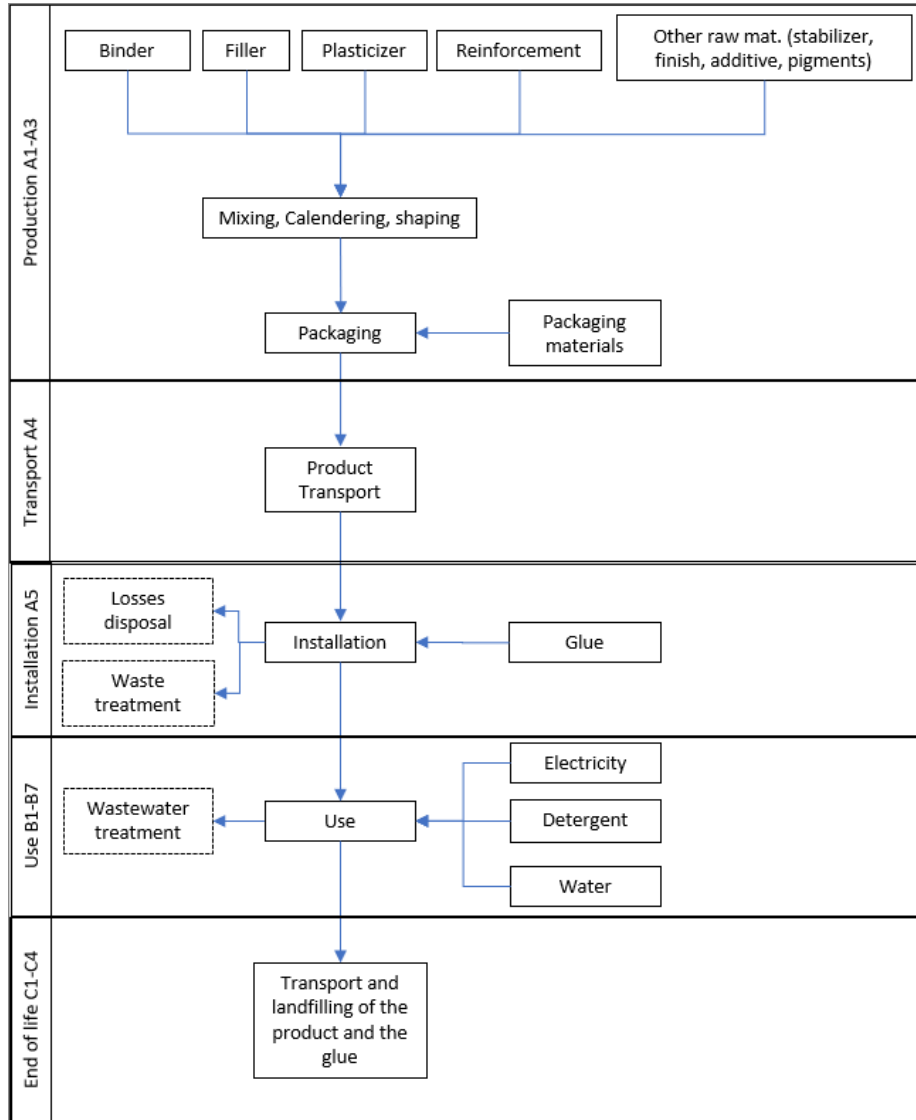 Production A1-A3
Binder
Filler
Plasticizer
Reinforcement
Other raw mat. (stabilizer,
finish, additive, pigments)
Mixing, Calendering, shaping
Packaging
Packaging
materials
Transport A4
Product
Transport
Installation A5
Losses
disposal
Waste
treatment
Installation
Glue
Use B1-B7
Wastewater
treatment
Use
Electricity
Detergent
Water
End of life C1-C4
Transport and
landfilling of the
product and the
glue